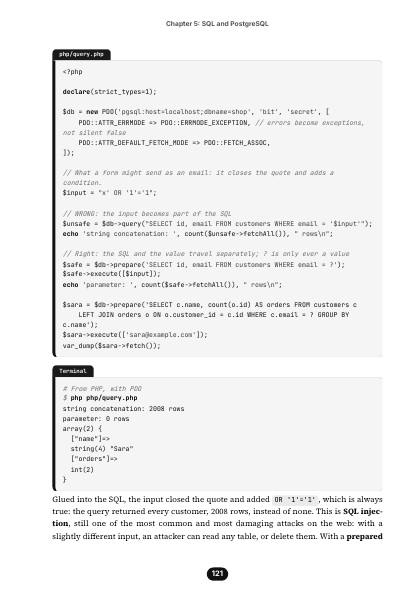 Chapter 5: SQL and PostgreSQL
php/query.php
<?php
declare(strict_types=1);
$db = new PDO('pgsql:host=localhost;dbname=shop', 'bit', 'secret', [
    PDO::ATTR_ERRMODE => PDO::ERRMODE_EXCEPTION, // errors become exceptions,
not silent false
    PDO::ATTR_DEFAULT_FETCH_MODE => PDO::FETCH_ASSOC,
]);
// What a form might send as an email: it closes the quote and adds a
condition.
$input = "x' OR '1'='1";
// WRONG: the input becomes part of the SQL
$unsafe = $db->query("SELECT id, email FROM customers WHERE email = '$input'");
echo 'string concatenation: ', count($unsafe->fetchAll()), " rows\n";
// Right: the SQL and the value travel separately; ? is only ever a value
$safe = $db->prepare('SELECT id, email FROM customers WHERE email = ?');
$safe->execute([$input]);
echo 'parameter: ', count($safe->fetchAll()), " rows\n";
$sara = $db->prepare('SELECT c.name, count(o.id) AS orders FROM customers c
    LEFT JOIN orders o ON o.customer_id = c.id WHERE c.email = ? GROUP BY
c.name');
$sara->execute(['sara@example.com']);
var_dump($sara->fetch());
Terminal
# From PHP, with PDO
$ php php/query.php
string concatenation: 2008 rows
parameter: 0 rows
array(2) {
  ["name"]=>
  string(4) "Sara"
  ["orders"]=>
  int(2)
}
Glued into the SQL, the input closed the quote and added OR '1'='1', which is always
true: the query returned every customer, 2008 rows, instead of none. This is SQL injec-
tion, still one of the most common and most damaging attacks on the web: with a
slightly different input, an attacker can read any table, or delete them. With a prepared
121